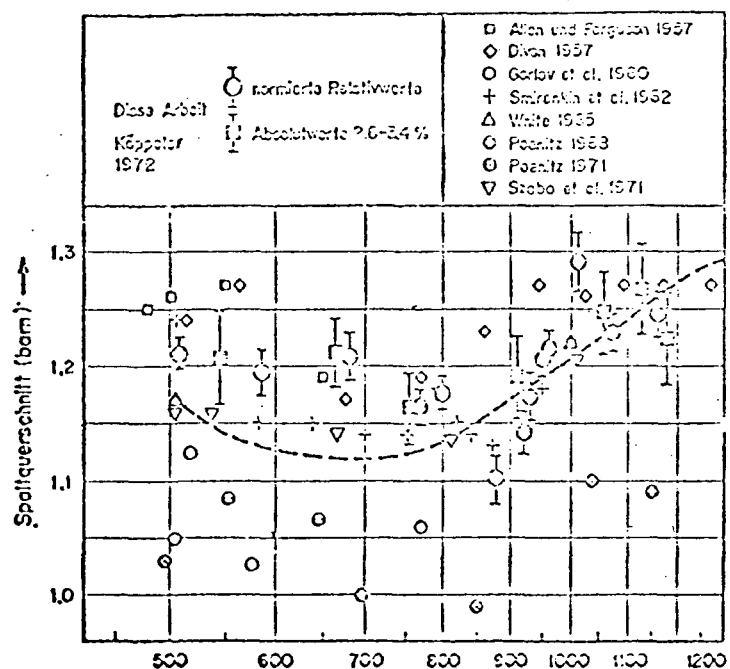 Diese Arbeit
Käppeler
1972
normierte Relativwerte
Absolutwerte 2.6-3.4 %
Allen und Ferguson 1957
Diven 1957
Gorlov et al. 1960
Smirenkin et al. 1962
White 1965
Poenitz 1968
Poenitz 1971
Szabo et al. 1971
Spaltquerschnitt (barn)
1.3
1.2
1.1
1.0
500
600
700
800
900
1000
1100
1200